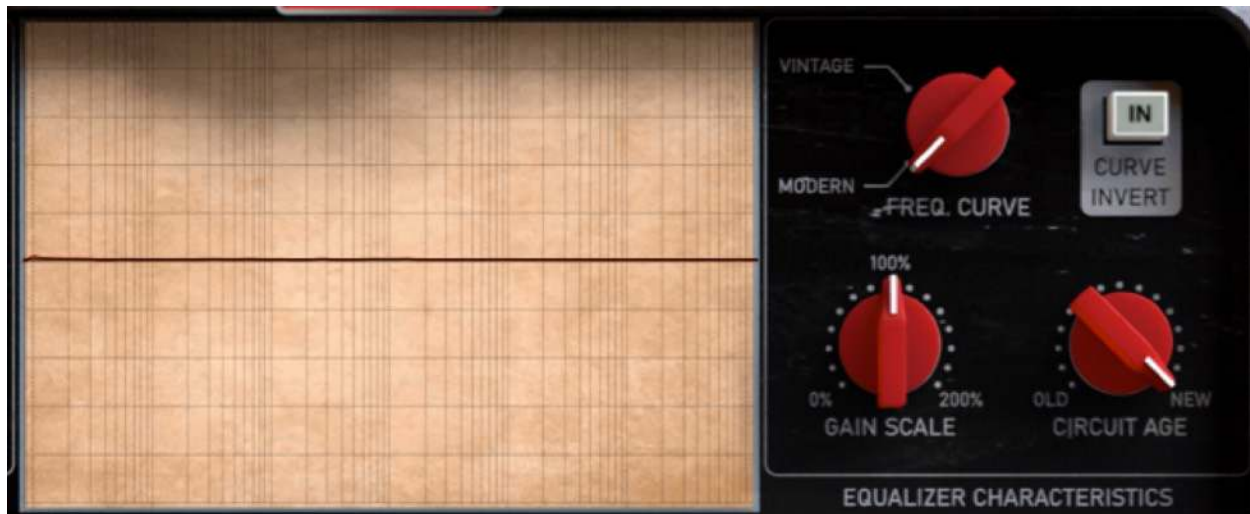 VINTAGE
MODERN
FREQ. CURVE
IN
CURVE
INVERT
100%
0%
200%
GAIN SCALE
OLD
NEW
CIRCUIT AGE
EQUALIZER CHARACTERISTICS